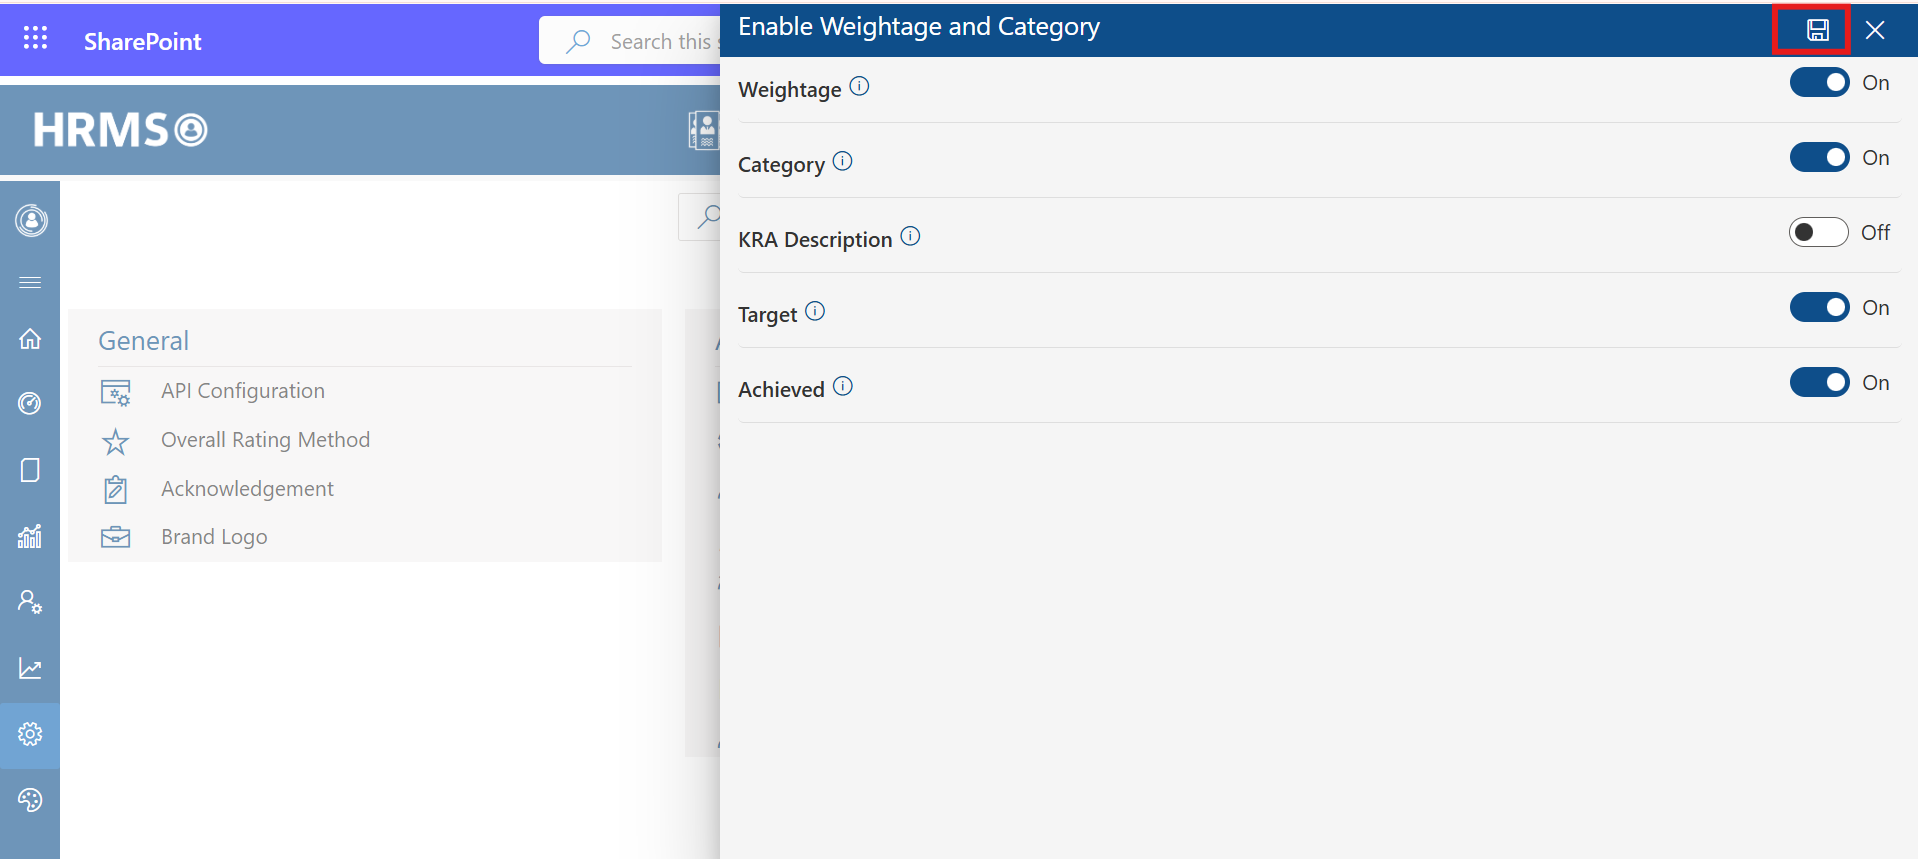 SharePoint
Search this
Enable Weightage and Category
HRMS
Weightage
On
Category
On
KRA Description
Off
Target
On
Achieved
On
General
API Configuration
Overall Rating Method
Acknowledgement
Brand Logo